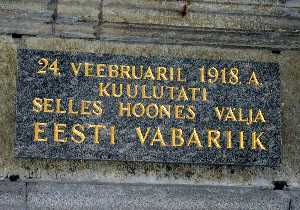 24. VEEBRUARIL 1918. A
KUULUTATI
SELLES HOONES VÄLJA
EESTI VABARIIK